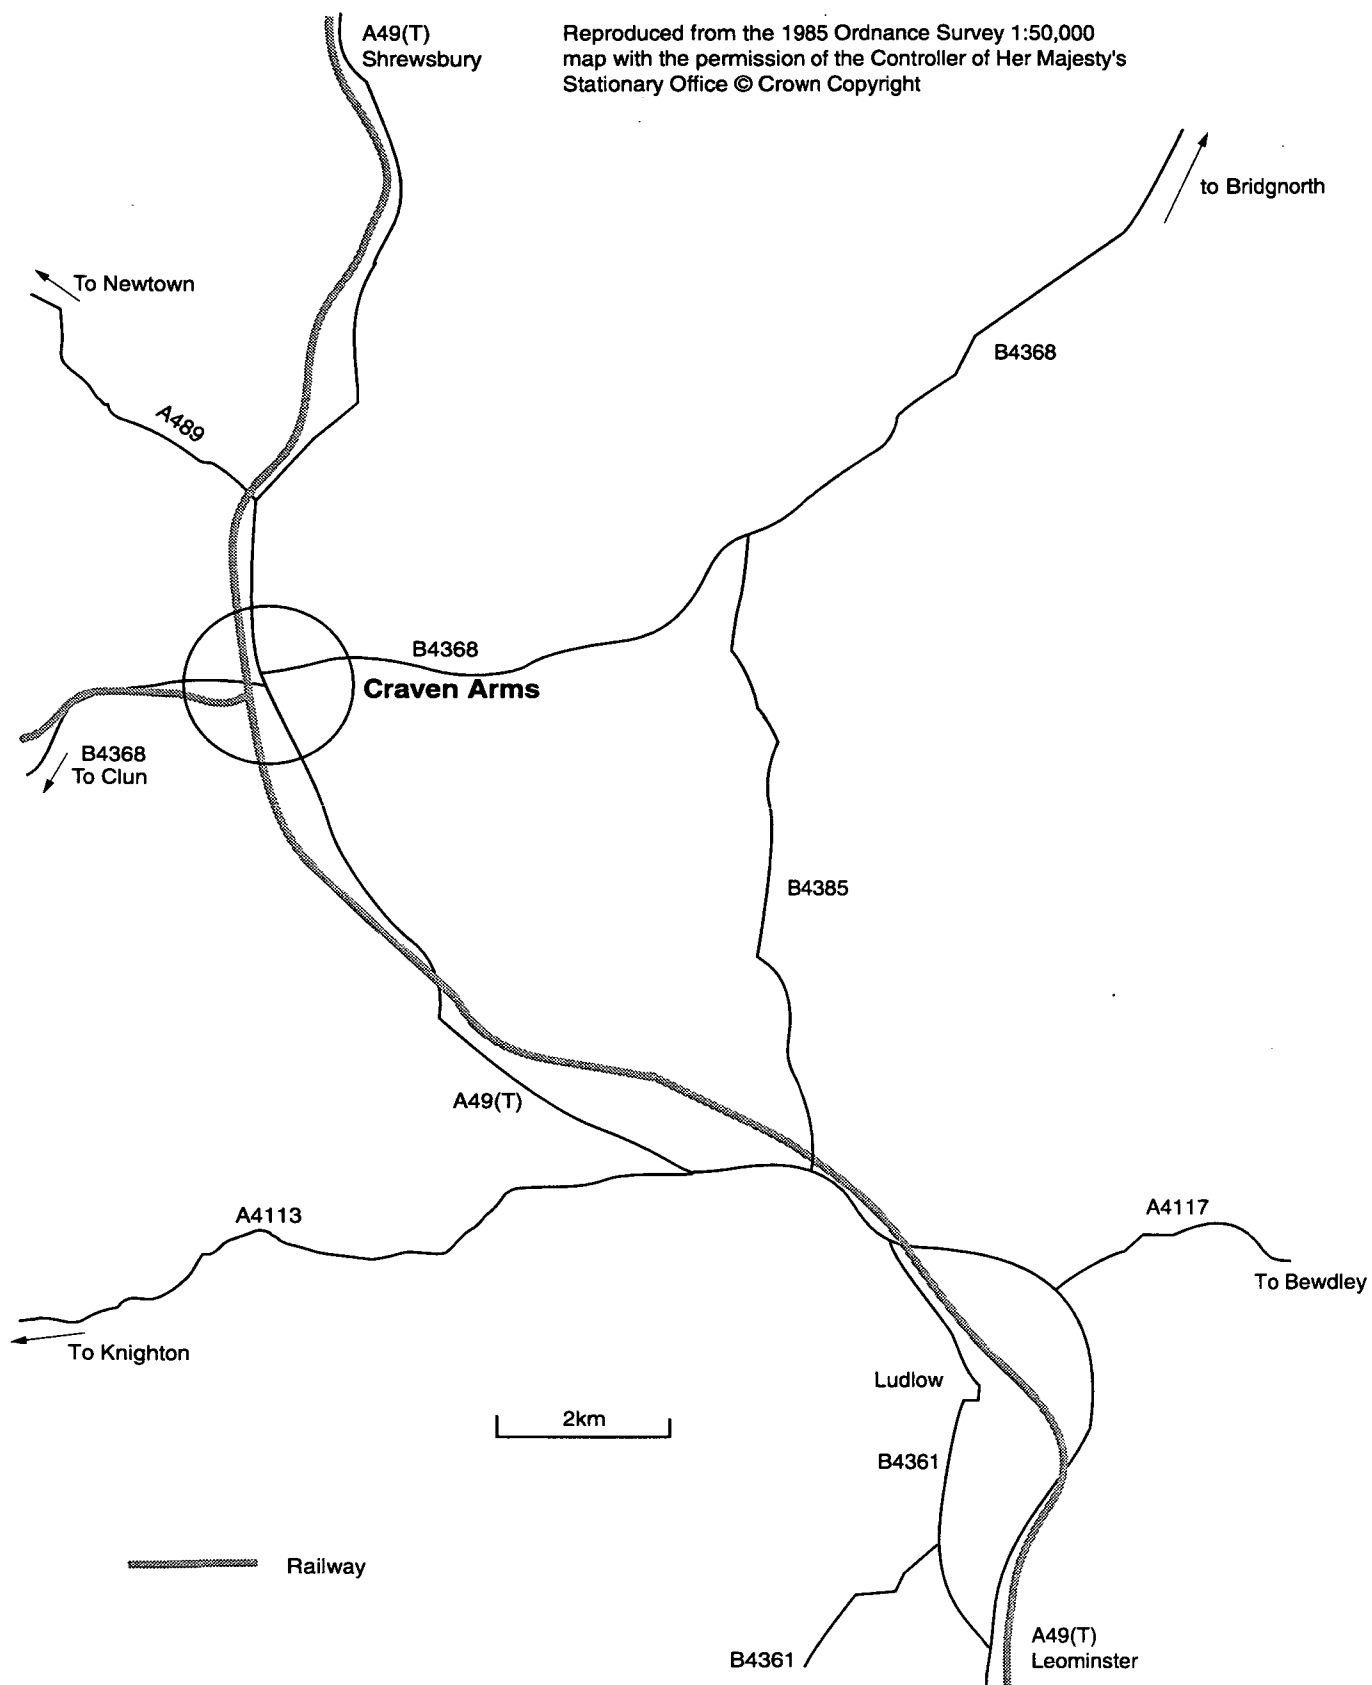 A49(T)
Shrewsbury
Reproduced from the 1985 Ordnance Survey 1:50,000
map with the permission of the Controller of Her Majesty's
Stationary Office © Crown Copyright
to Bridgnorth
To Newtown
B4368
A489
B4368
Craven Arms
B4368
To Clun
B4385
A49(T)
A4113
A4117
To Bewdley
To Knighton
Ludlow
2km
B4361
Railway
A49(T)
Leominster
B4361